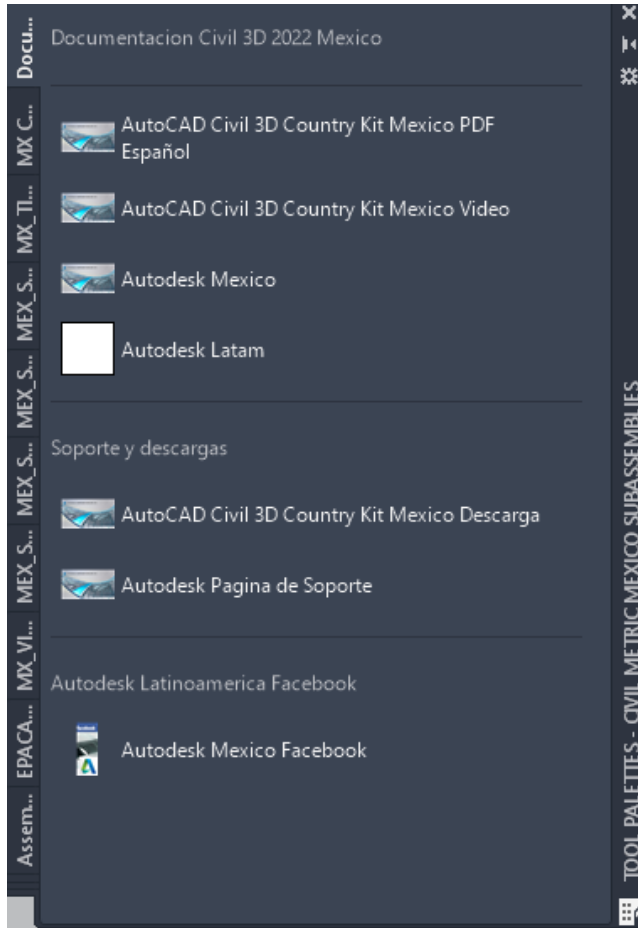 Docu...
MX C...
MX_TI...
MEX_S...
MEX_S...
MEX_S...
MEX_S...
MX_VI...
EPACA...
Assem...
Documentacion Civil 3D 2022 Mexico
AutoCAD Civil 3D Country Kit Mexico PDF
Español
AutoCAD Civil 3D Country Kit Mexico Video
Autodesk Mexico
Autodesk Latam
Soporte y descargas
AutoCAD Civil 3D Country Kit Mexico Descarga
Autodesk Pagina de Soporte
Autodesk Latinoamerica Facebook
Autodesk Mexico Facebook
TOOL PALETTES - CIVIL METRIC MEXICO SUBASSEMBLIES